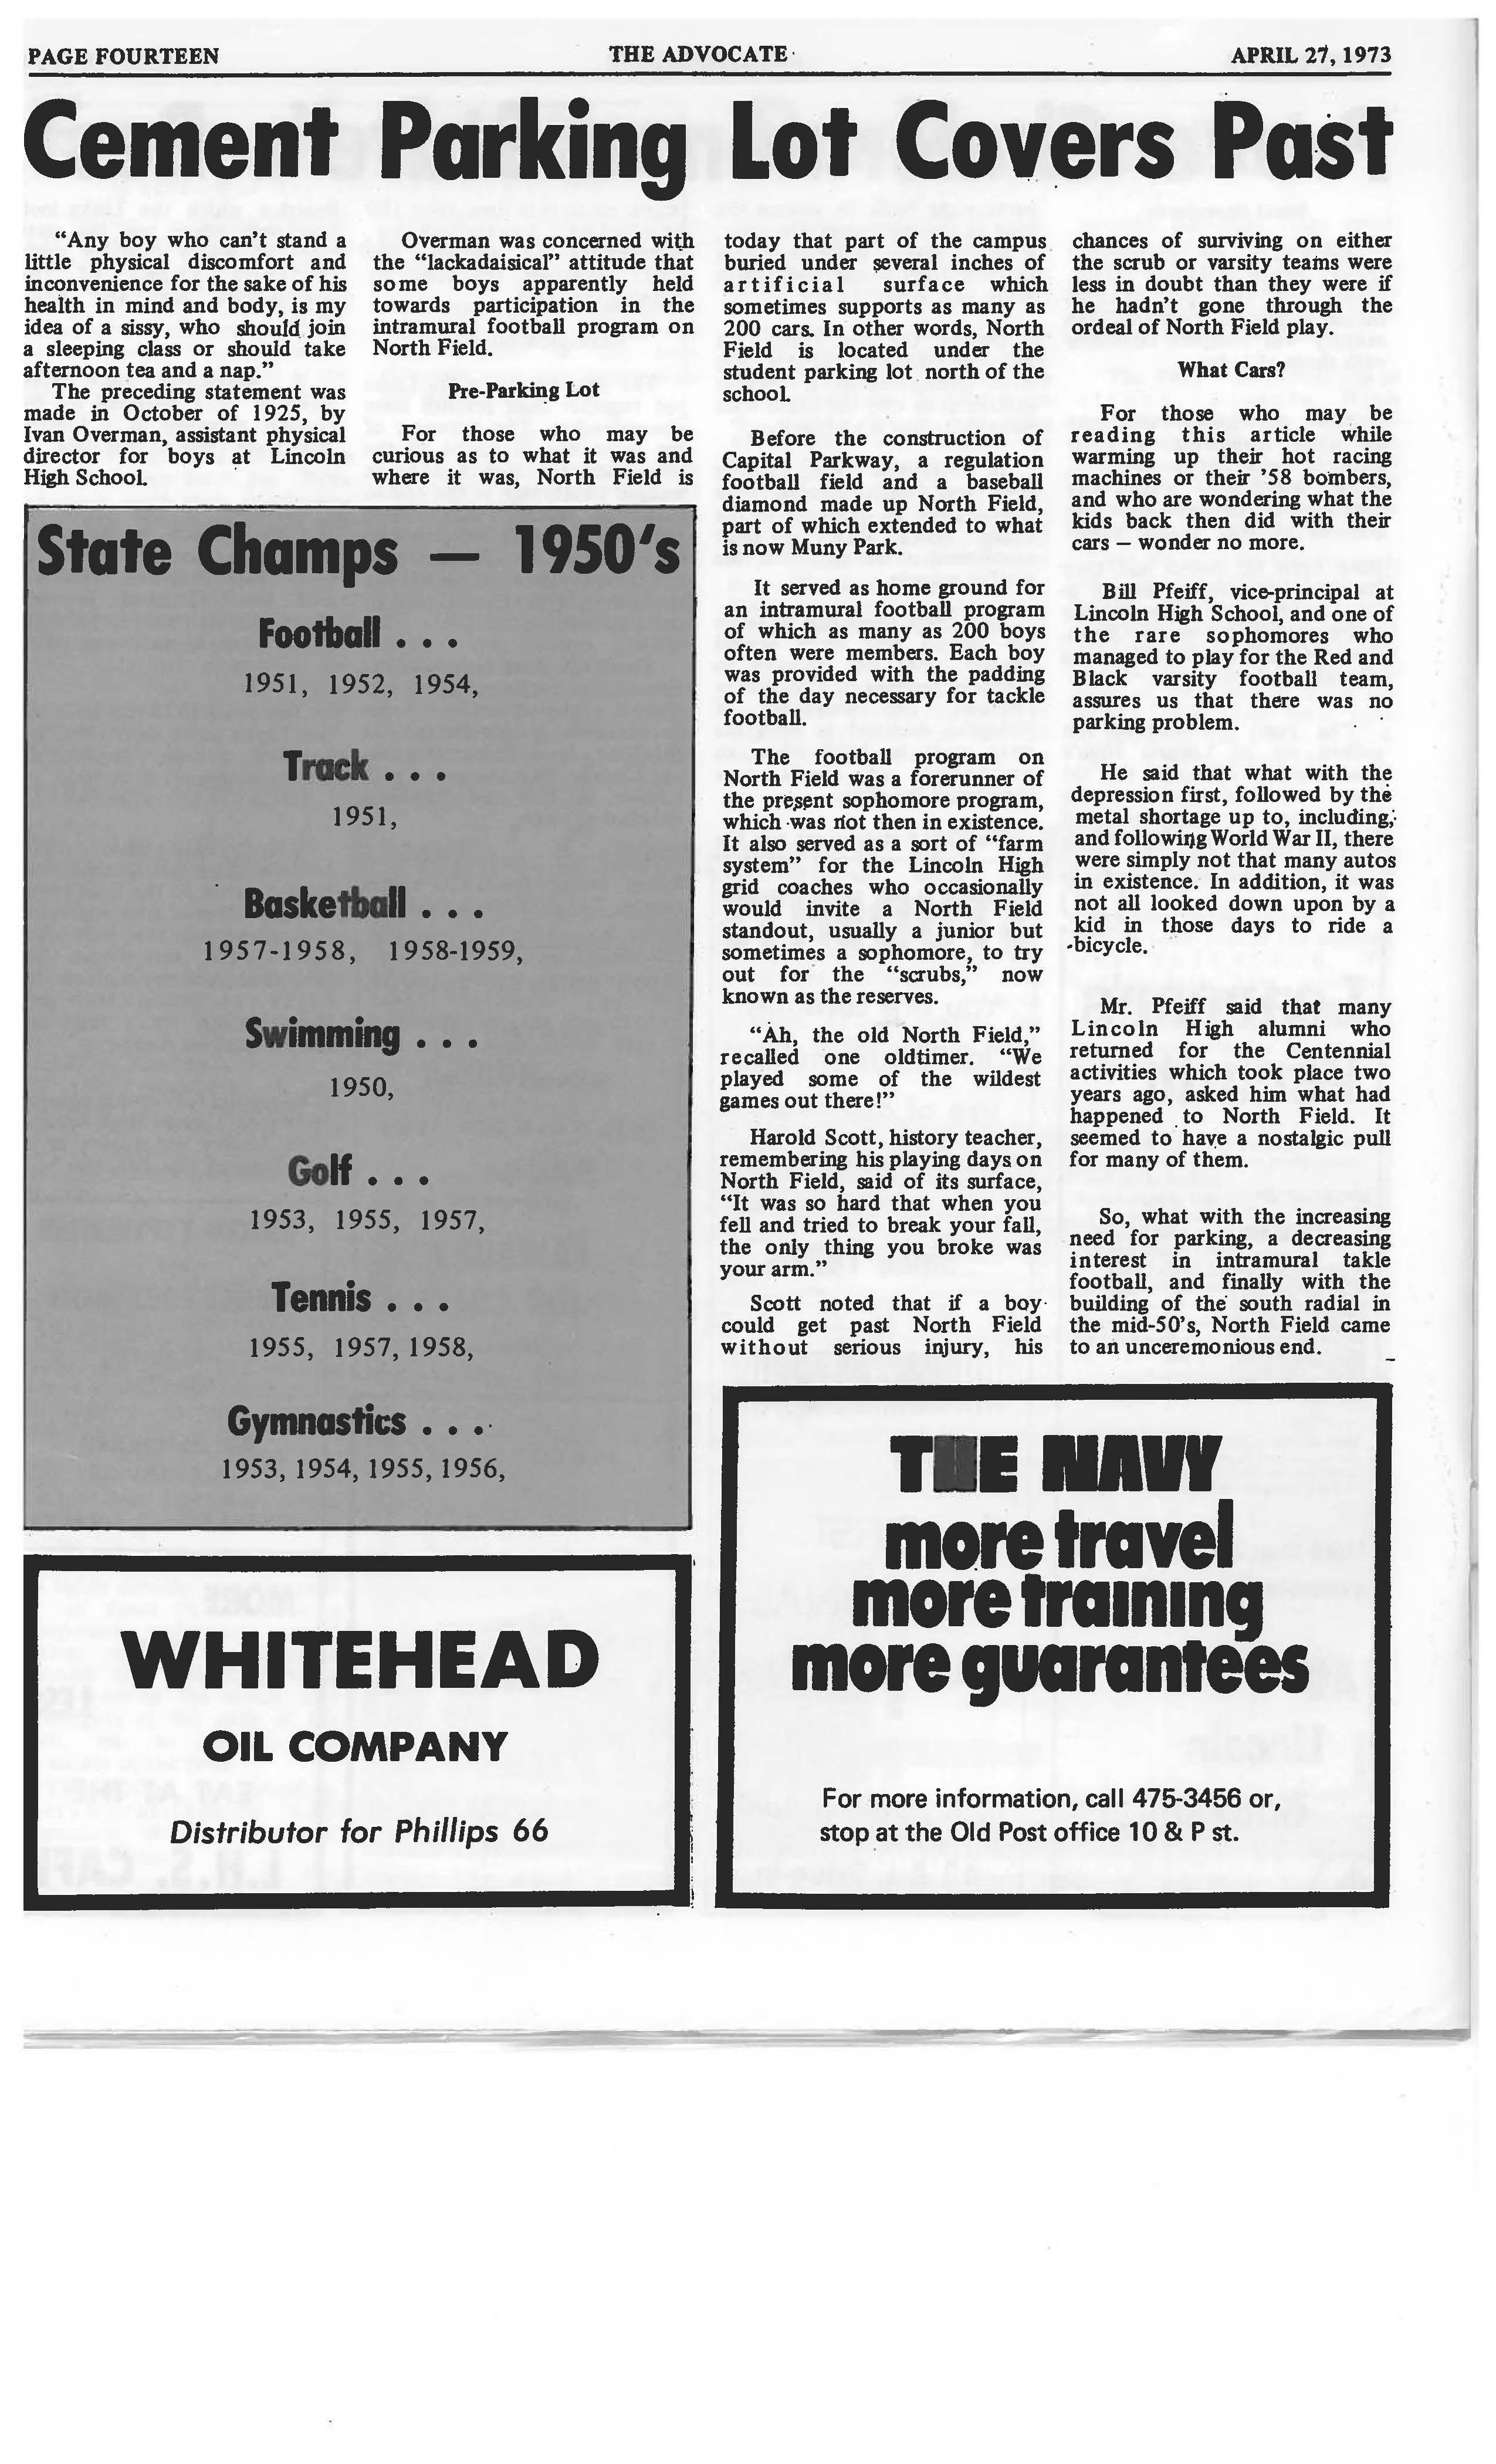 PAGE FOURTEEN THE ADVOCATE APRIL 27, 1973
Cement Parking Lot Covers Past
“Any boy who can’t stand a
little physical discomfort and
inconvenience for the sake of his
health in mind and body, is my
idea of a sissy, who should join
a sleeping class or should take
afternoon tea and a nap.”
The preceding statement was
made in October of 1925, by
Ivan Overman, assistant physical
director for boys at Lincoln
High School.
Overman was concerned with
the “lackadaisical” attitude that
some boys apparently held
towards participation in the
intramural football program on
North Field.
Pre-Parking Lot
For those who may be
curious as to what it was and
where it was, North Field is
today that part of the campus
buried under several inches of
artificial surface which
sometimes supports as many as
200 cars. In other words, North
Field is located under the
student parking lot north of the
school.
Before the construction of
Capital Parkway, a regulation
football field and a baseball
diamond made up North Field,
part of which extended to what
is now Muny Park.
It served as home ground for
an intramural football program
of which as many as 200 boys
often were members. Each boy
was provided with the padding
of the day necessary for tackle
football.
The football program on
North Field was a forerunner of
the present sophomore program,
which was not then in existence.
It also served as a sort of “farm
system” for the Lincoln High
grid coaches who occasionally
would invite a North Field
standout, usually a junior but
sometimes a sophomore, to try
out for the “scrubs,” now
known as the reserves.
“Ah, the old North Field,”
recalled one oldtimer. “We
played some of the wildest
games out there!”
Harold Scott, history teacher,
remembering his playing days on
North Field, said of its surface,
“It was so hard that when you
fell and tried to break your fall,
the only thing you broke was
your arm.”
Scott noted that if a boy
could get past North Field
without serious injury, his
chances of surviving on either
the scrub or varsity teams were
less in doubt than they were if
he hadn’t gone through the
ordeal of North Field play.
What Cars?
For those who may be
reading this article while
warming up their hot racing
machines or their ’58 bombers,
and who are wondering what the
kids back then did with their
cars — wonder no more.
Bill Pfeiff, vice-principal at
Lincoln High School, and one of
the rare sophomores who
managed to play for the Red and
Black varsity football team,
assures us that there was no
parking problem.
He said that what with the
depression first, followed by the
metal shortage up to, including,
and following World War II, there
were simply not that many autos
in existence. In addition, it was
not all looked down upon by a
kid in those days to ride a
bicycle.
Mr. Pfeiff said that many
Lincoln High alumni who
returned for the Centennial
activities which took place two
years ago, asked him what had
happened to North Field. It
seemed to have a nostalgic pull
for many of them.
So, what with the increasing
need for parking, a decreasing
interest in intramural takle
football, and finally with the
building of the south radial in
the mid-50’s, North Field came
to an unceremonious end.
State Champs — 1950’s
Football . . .
1951, 1952, 1954,
Track . . .
1951,
Basketball . . .
1957-1958, 1958-1959,
Swimming . . .
1950,
Golf . . .
1953, 1955, 1957,
Tennis . . .
1955, 1957, 1958,
Gymnastics . . .
1953, 1954, 1955, 1956,
WHITEHEAD
OIL COMPANY
Distributor for Phillips 66
THE NAVY
more travel
more training
more guarantees
For more information, call 475-3456 or,
stop at the Old Post office 10 & P st.